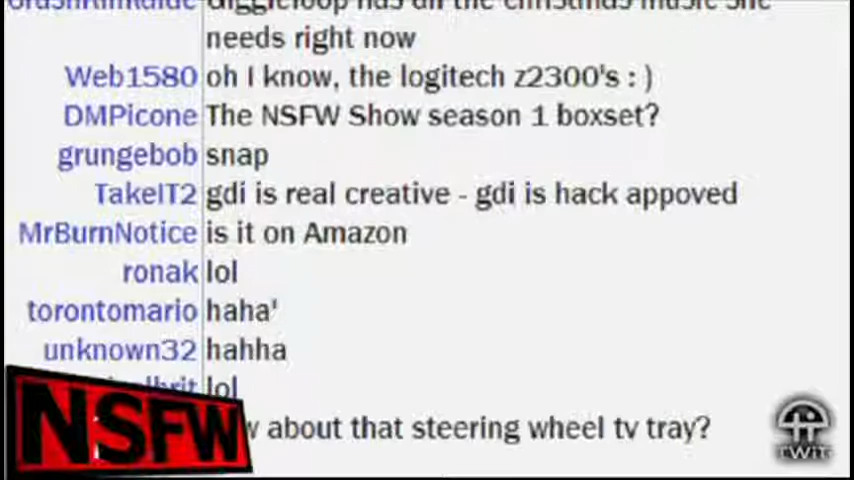 needs right now
Web1580 oh I know, the logitech z2300's : )
DMPicone The NSFW Show season 1 boxset?
grungebob snap
TakeIT2 gdi is real creative - gdi is hack appoved
MrBurnNotice is it on Amazon
ronak lol
torontomario haha'
unknown32 hahha
lol
about that steering wheel tv tray?
NSFW
TWiT